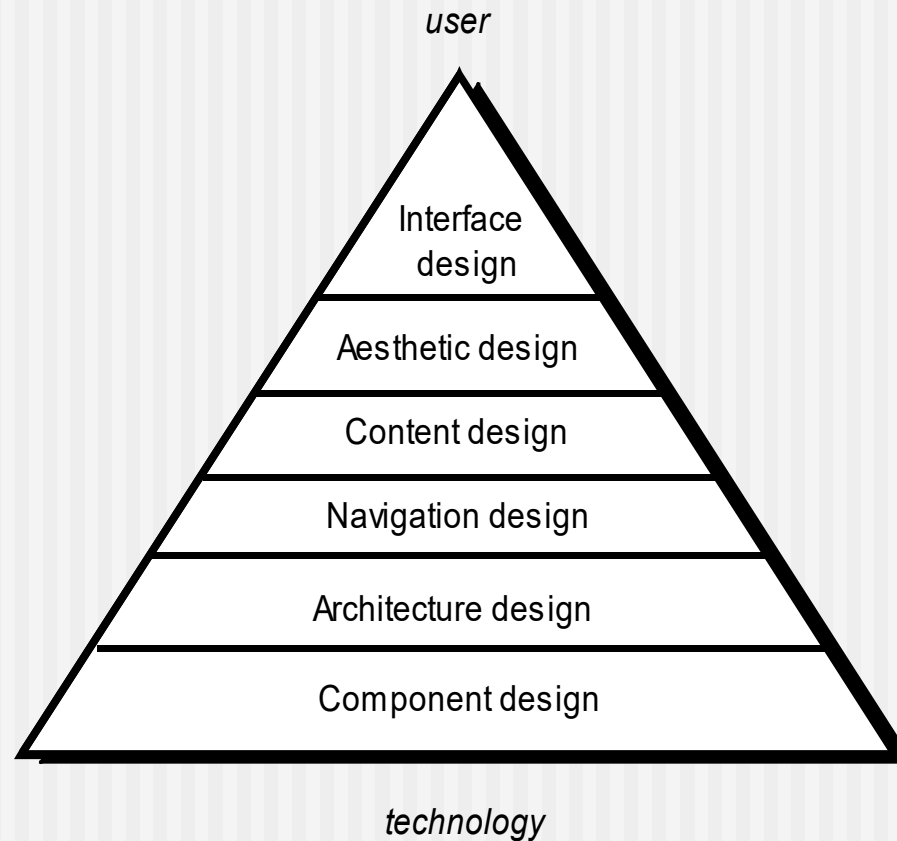 user
Interface
design
Aesthetic design
Content design
Navigation design
Architecture design
Component design
technology